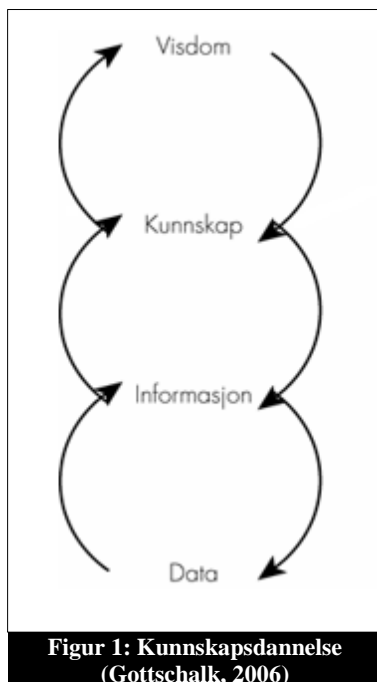 Visdom
Kunnskap
Informasjon
Data
Figur 1: Kunnskapsdannelse
(Gottschalk, 2006)